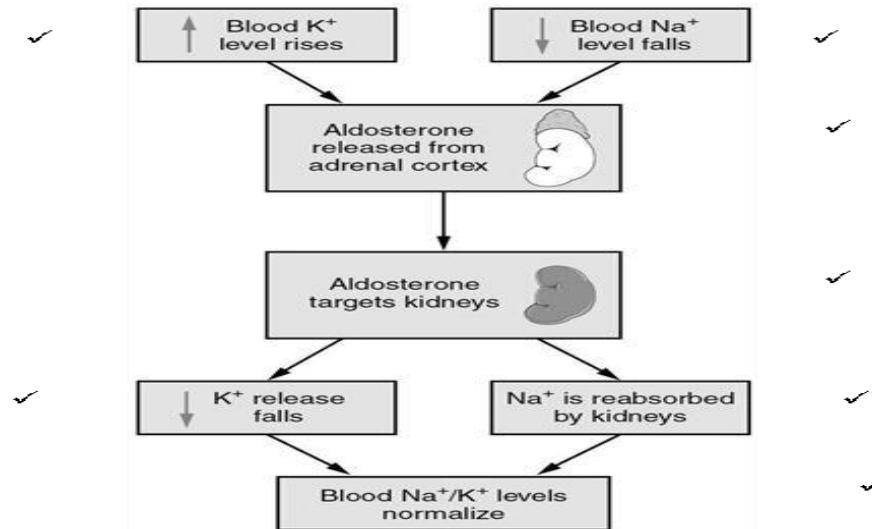 Blood K⁺
level rises
Blood Na⁺
level falls
Aldosterone
released from
adrenal cortex
Aldosterone
targets kidneys
K⁺ release
falls
Na⁺ is reabsorbed
by kidneys
Blood Na⁺/K⁺ levels
normalize